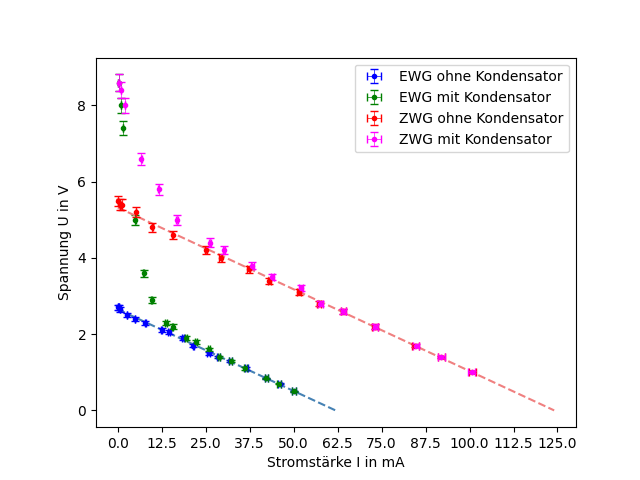 EWG ohne Kondensator
EWG mit Kondensator
ZWG ohne Kondensator
ZWG mit Kondensator
Spannung U in V
8
6
4
2
0
0.0 12.5 25.0 37.5 50.0 62.5 75.0 87.5 100.0 112.5 125.0
Stromstärke I in mA